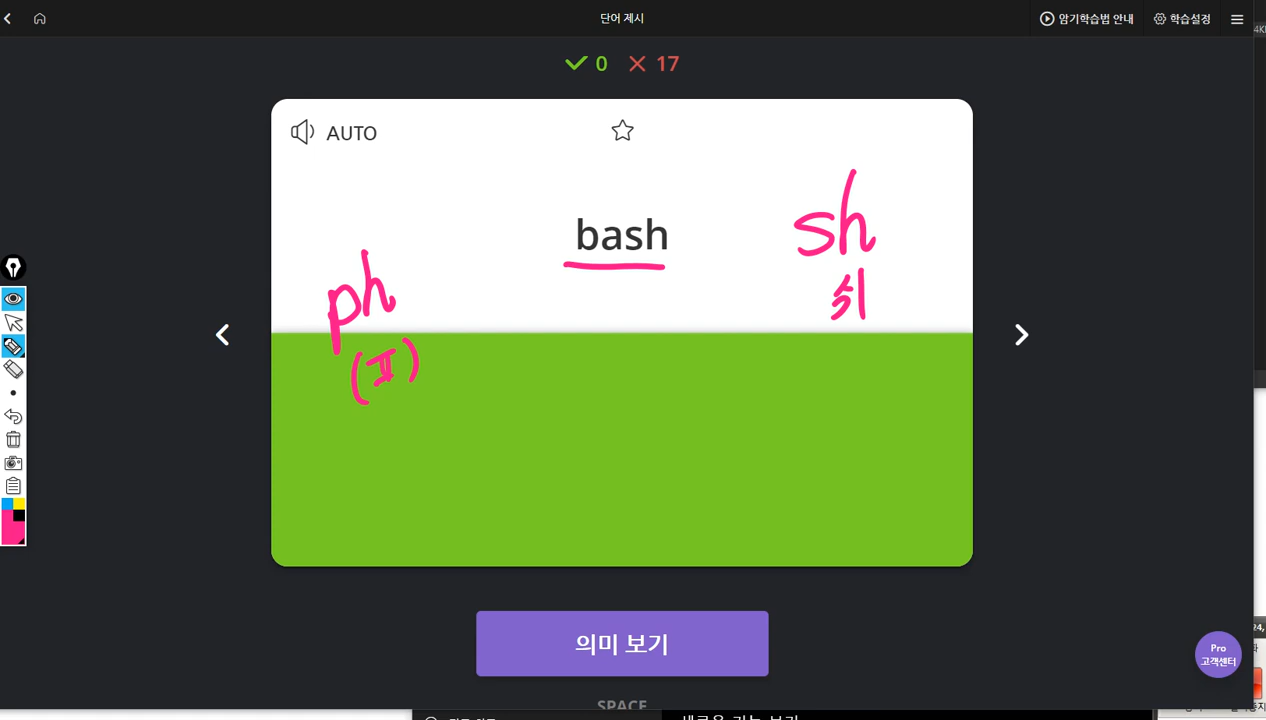 단어 제시
암기학습법 안내
학습설정
0
17
AUTO
bash
sh
ph
(ㅍ)
의미 보기
SPACE
Pro
고객센터
24,